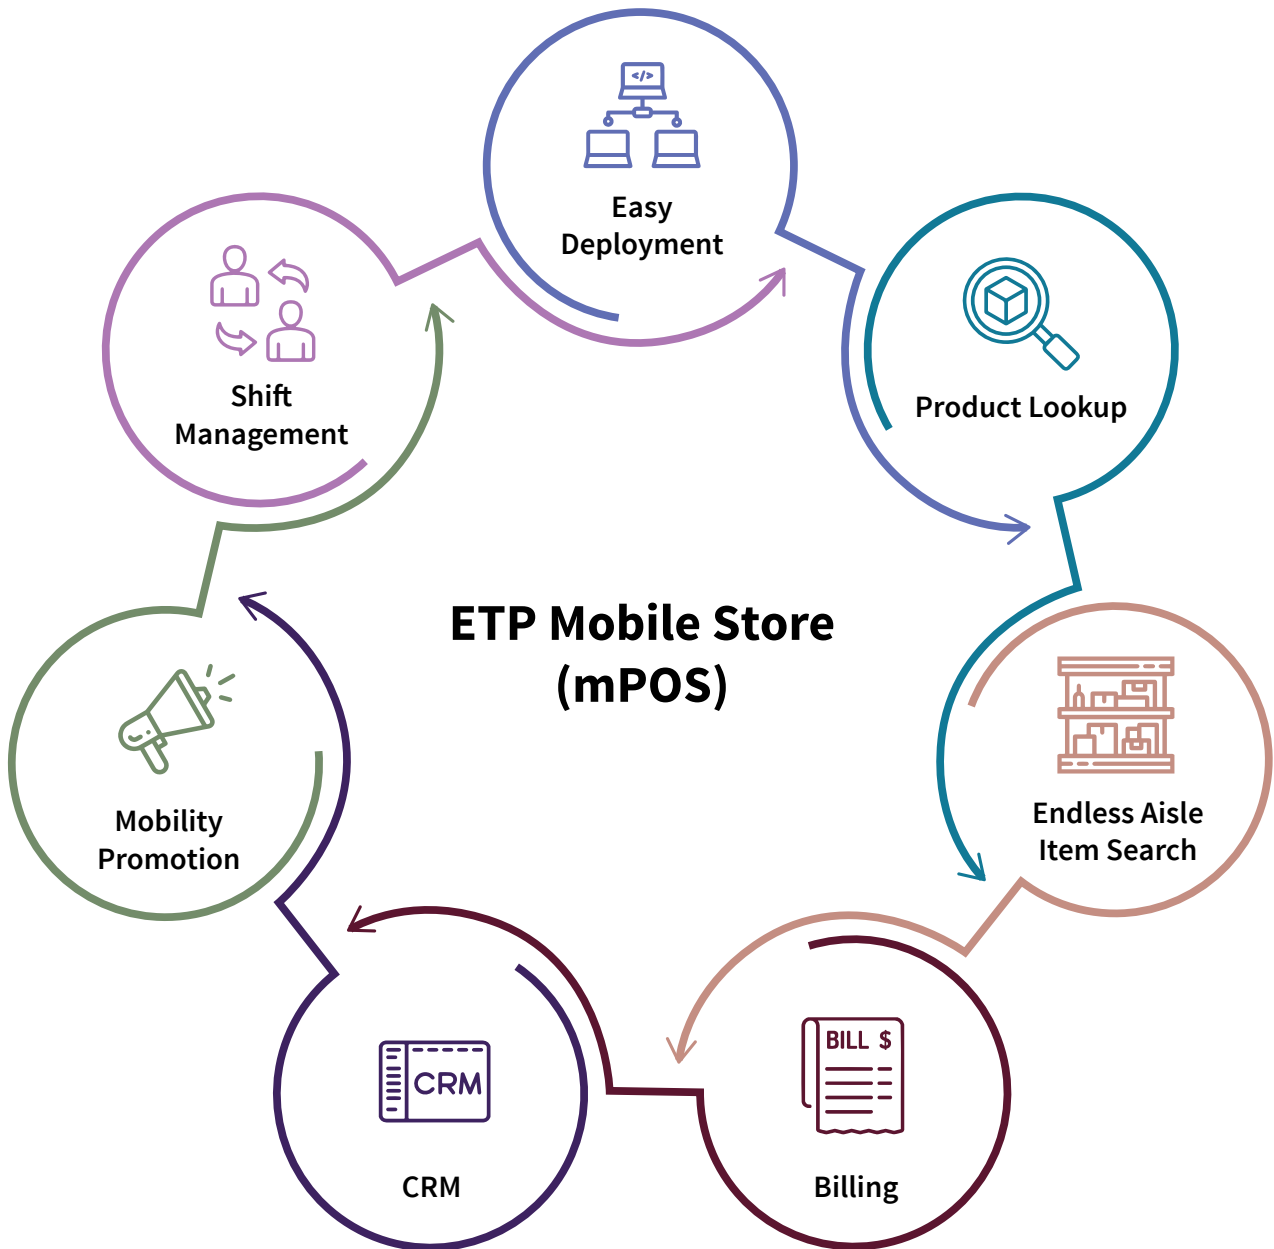 </>
Easy
Deployment
Product Lookup
Endless Aisle
Item Search
BILL $
Billing
CRM
CRM
Mobility
Promotion
Shift
Management
ETP Mobile Store
(mPOS)